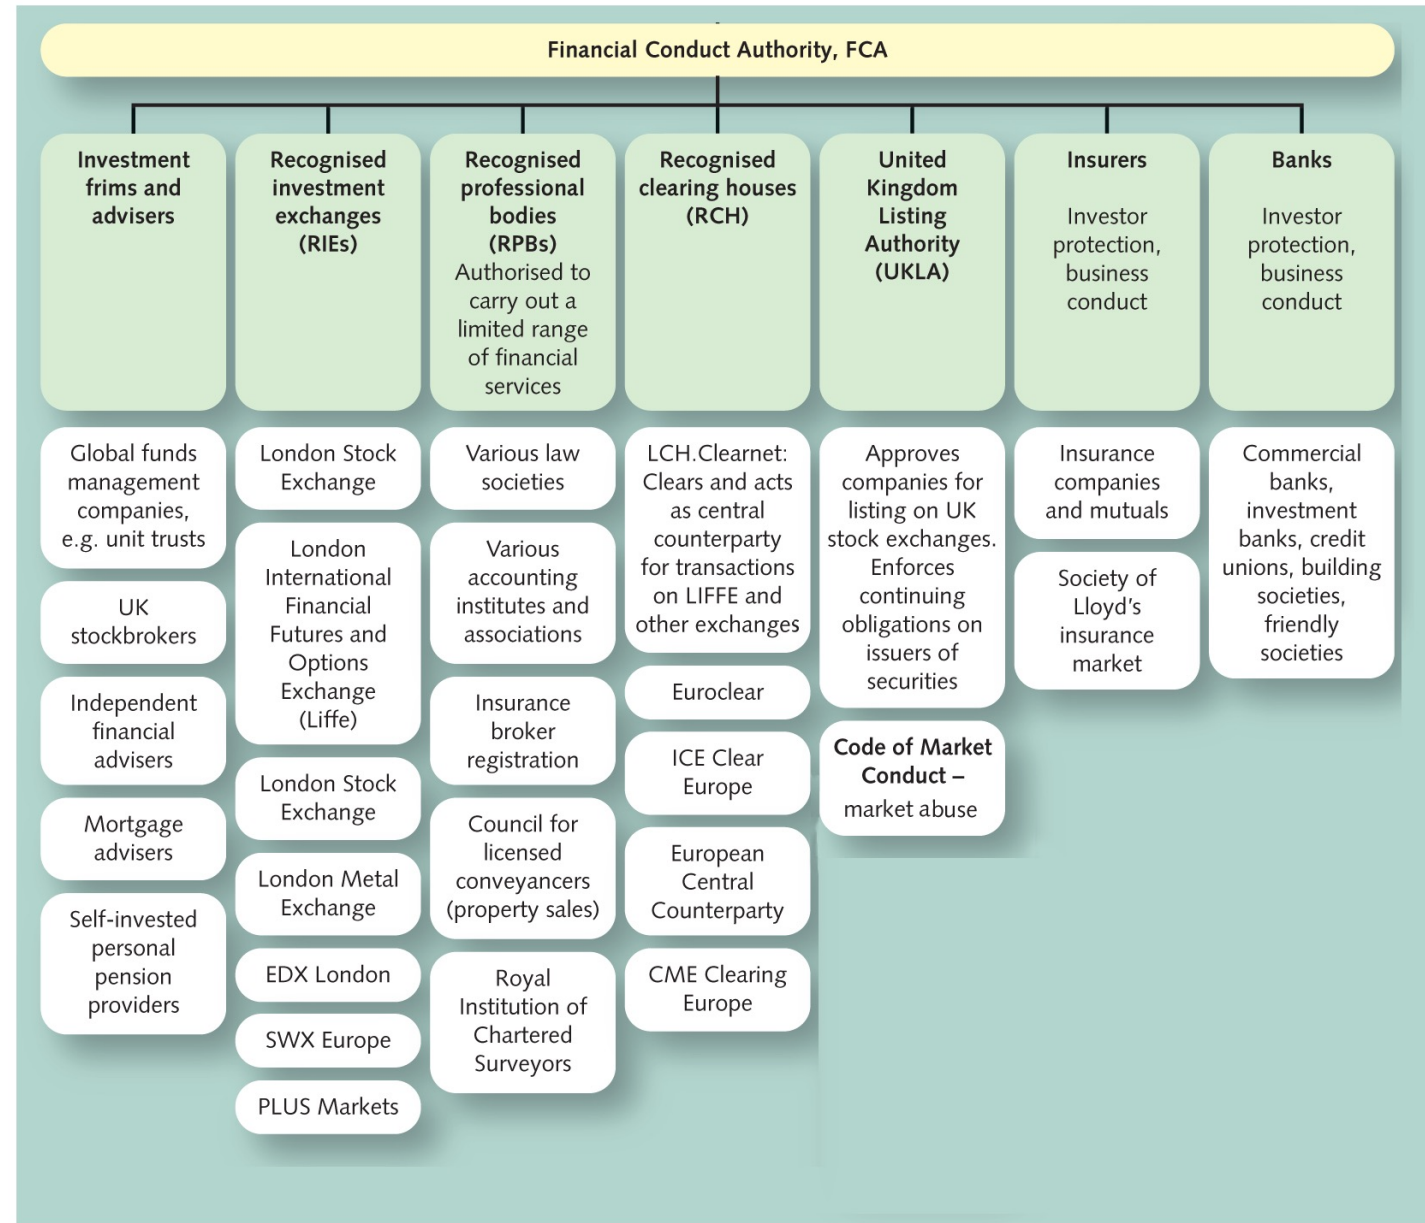 Financial Conduct Authority, FCA
Investment
frims and
advisers
Global funds
management
companies,
e.g. unit trusts
UK
stockbrokers
Independent
financial
advisers
Mortgage
advisers
Self-invested
personal
pension
providers
Recognised
investment
exchanges
(RIEs)
London Stock
Exchange
London
International
Financial
Futures and
Options
Exchange
(Liffe)
London Stock
Exchange
London Metal
Exchange
EDX London
SWX Europe
PLUS Markets
Recognised
professional
bodies
(RPBs)
Authorised to
carry out a
limited range
of financial
services
Various law
societies
Various
accounting
institutes and
associations
Insurance
broker
registration
Council for
licensed
conveyancers
(property sales)
Royal
Institution of
Chartered
Surveyors
Recognised
clearing houses
(RCH)
LCH.Clearnet:
Clears and acts
as central
counterparty
for transactions
on LIFFE and
other exchanges
Euroclear
ICE Clear
Europe
European
Central
Counterparty
CME Clearing
Europe
United
Kingdom
Listing
Authority
(UKLA)
Approves
companies for
listing on UK
stock exchanges.
Enforces
continuing
obligations on
issuers of
securities
Code of Market
Conduct –
market abuse
Insurers
Investor
protection,
business
conduct
Insurance
companies
and mutuals
Society of
Lloyd's
insurance
market
Banks
Investor
protection,
business
conduct
Commercial
banks,
investment
banks, credit
unions, building
societies,
friendly
societies